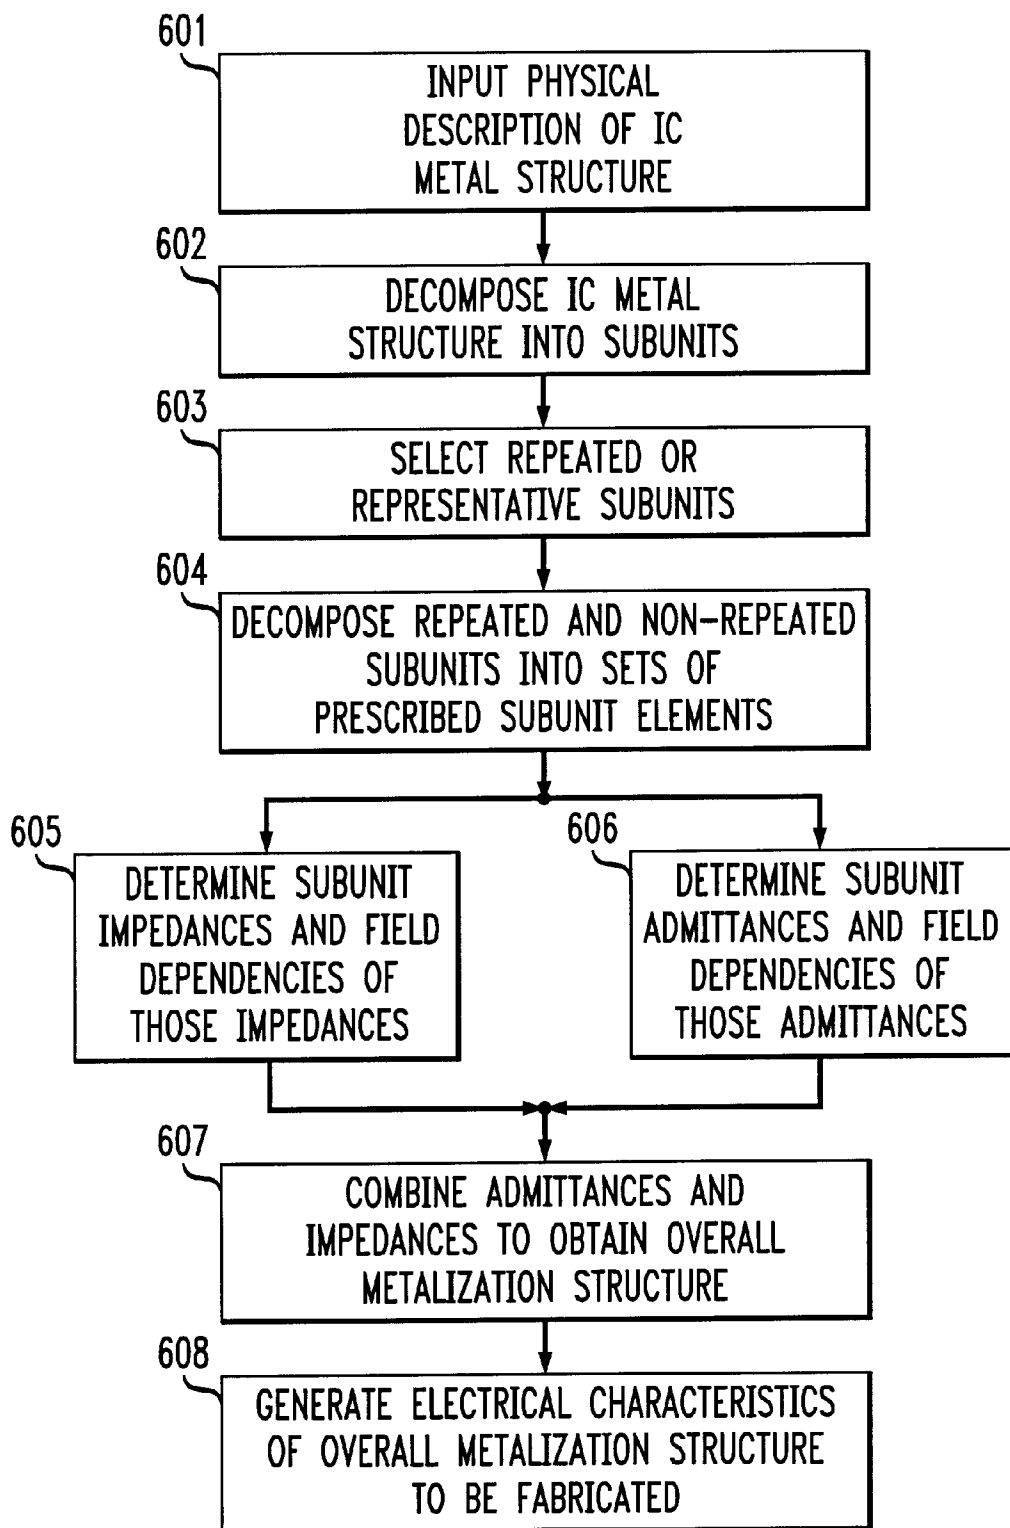 601
INPUT PHYSICAL
DESCRIPTION OF IC
METAL STRUCTURE
602
DECOMPOSE IC METAL
STRUCTURE INTO SUBUNITS
603
SELECT REPEATED OR
REPRESENTATIVE SUBUNITS
604
DECOMPOSE REPEATED AND NON-REPEATED
SUBUNITS INTO SETS OF
PRESCRIBED SUBUNIT ELEMENTS
605
DETERMINE SUBUNIT
IMPEDANCES AND FIELD
DEPENDENCIES OF
THOSE IMPEDANCES
606
DETERMINE SUBUNIT
ADMITTANCES AND FIELD
DEPENDENCIES OF
THOSE ADMITTANCES
607
COMBINE ADMITTANCES AND
IMPEDANCES TO OBTAIN OVERALL
METALIZATION STRUCTURE
608
GENERATE ELECTRICAL CHARACTERISTICS
OF OVERALL METALIZATION STRUCTURE
TO BE FABRICATED